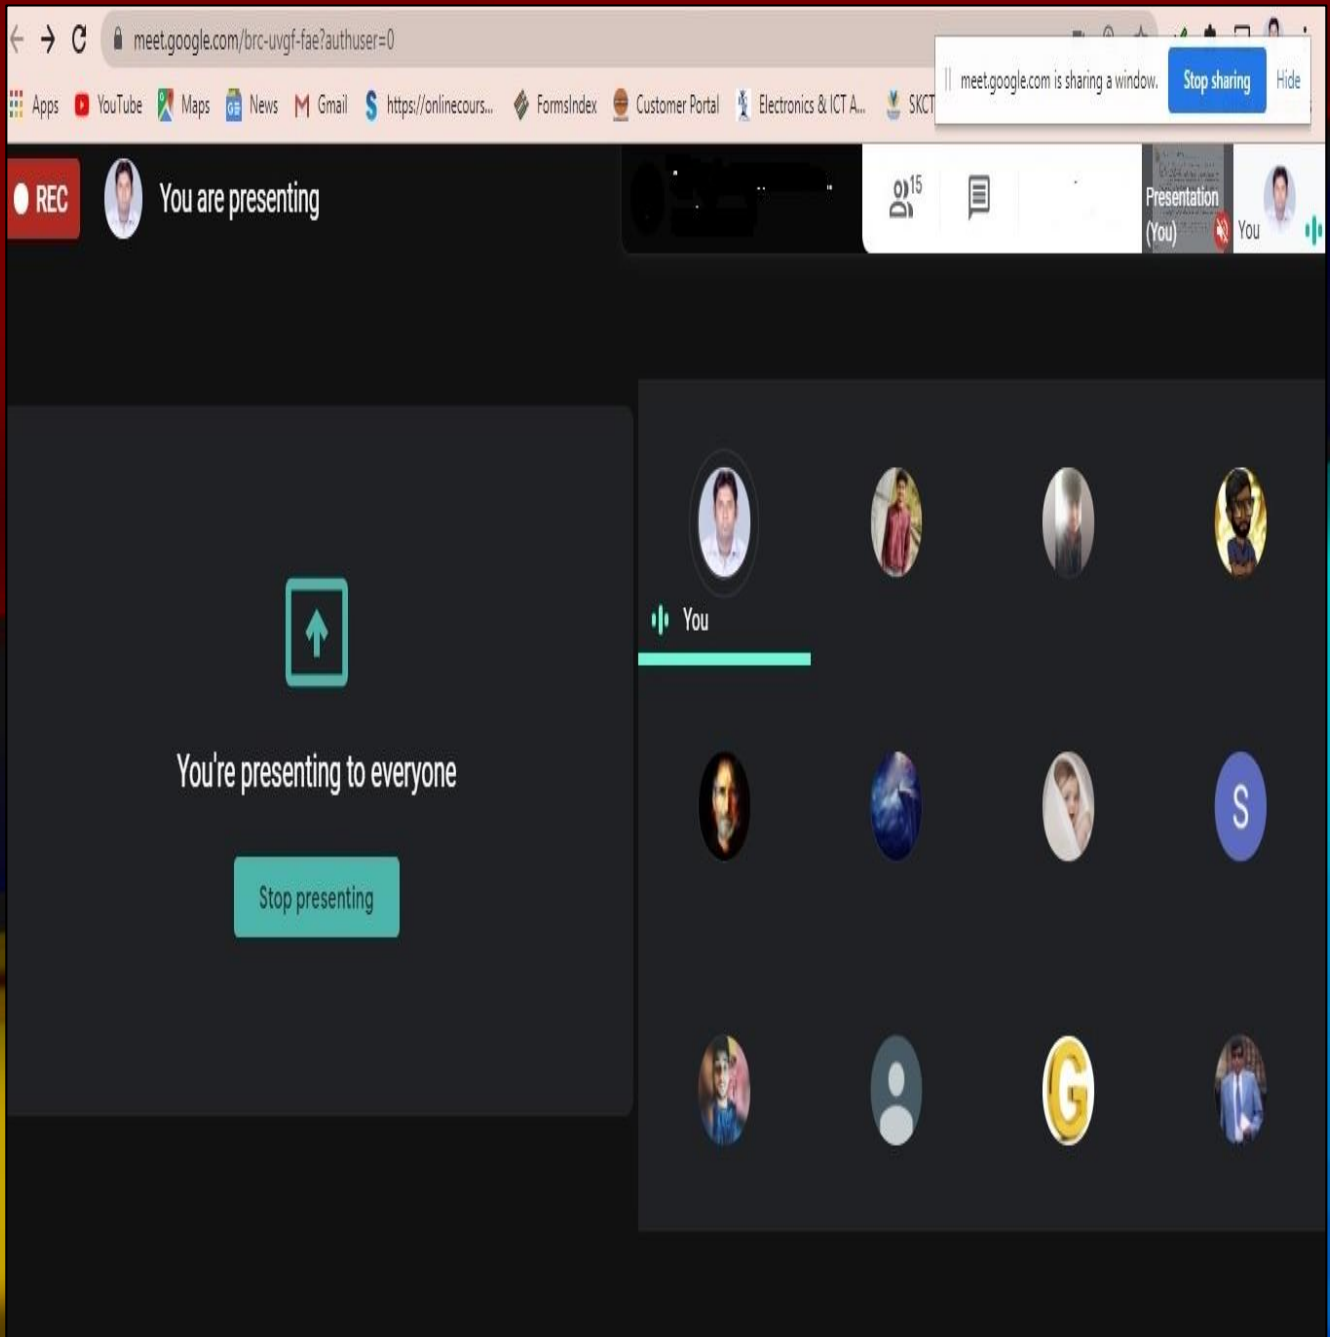 meet.google.com/brc-uvgf-fae?authuser=0
meet.google.com is sharing a window. Stop sharing Hide
Apps YouTube Maps News Gmail https://onlinecours... FormsIndex Customer Portal Electronics & ICT A... SKCT
REC You are presenting
15
Presentation
(You)
You
You
You're presenting to everyone
S
Stop presenting
G